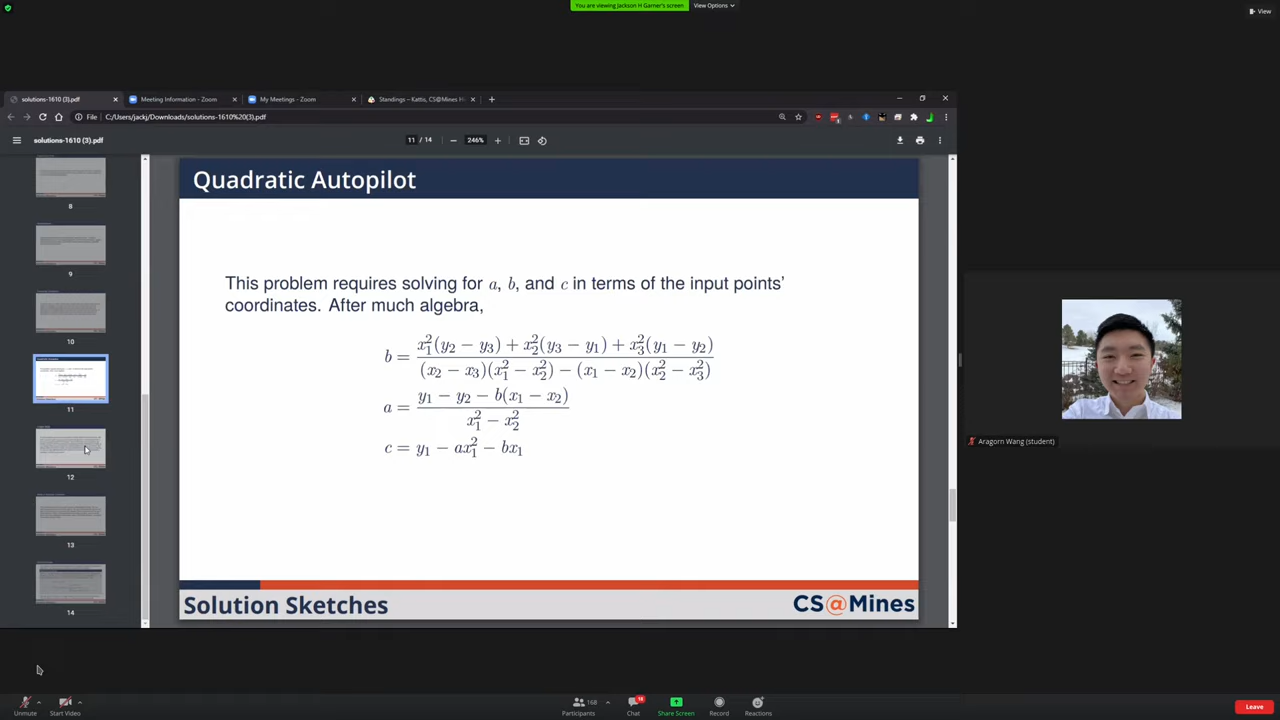 You are viewing Jackson H Garner's screen
View Options
View
solutions-1610 (3).pdf
Meeting Information - Zoom
My Meetings - Zoom
Standings – Kattis, CS@Mines H
File
C:/Users/jackj/Downloads/solutions-1610%20(3).pdf
solutions-1610 (3).pdf
11 / 14
246%
8
9
10
11
12
13
14
Quadratic Autopilot
This problem requires solving for a, b, and c in terms of the input points'
coordinates. After much algebra,
b = \frac{x_1^2(y_2 − y_3) + x_2^2(y_3 − y_1) + x_3^2(y_1 − y_2)}{(x_2 − x_3)(x_1^2 − x_2^2) − (x_1 − x_2)(x_2^2 − x_3^2)}
a = \frac{y_1 − y_2 − b(x_1 − x_2)}{x_1^2 − x_2^2}
c = y_1 − ax_1^2 − bx_1
Solution Sketches
CS@Mines
Aragorn Wang (student)
Unmute
Start Video
168
Participants
18
Chat
Share Screen
Record
Reactions
Leave